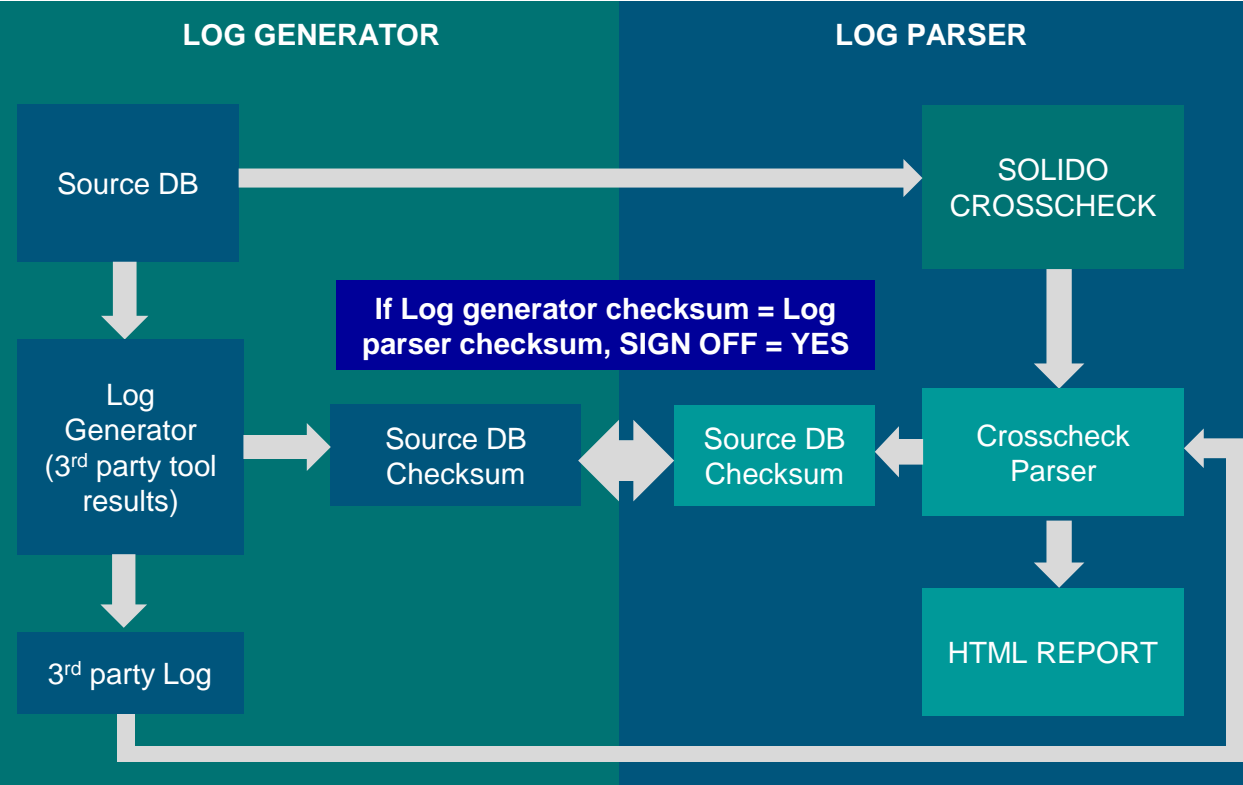 LOG GENERATOR
LOG PARSER
Source DB
SOLIDO
CROSSCHECK
If Log generator checksum = Log
parser checksum, SIGN OFF = YES
Log
Generator
(3rd party tool
results)
Source DB
Checksum
Source DB
Checksum
Crosscheck
Parser
3rd party Log
HTML REPORT